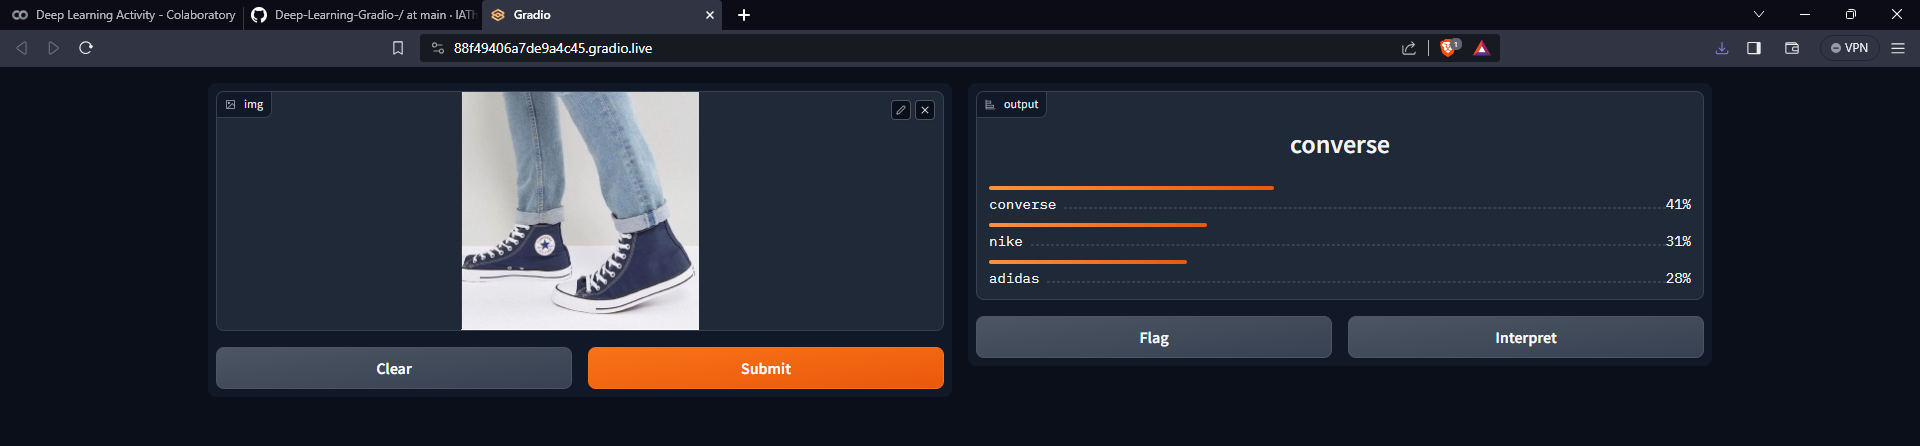 Deep Learning Activity - Colaboratory
Deep-Learning-Gradio-/ at main · IATh
Gradio
88f49406a7de9a4c45.gradio.live
1
VPN
img
output
converse
converse 41%
nike 31%
adidas 28%
Clear
Submit
Flag
Interpret